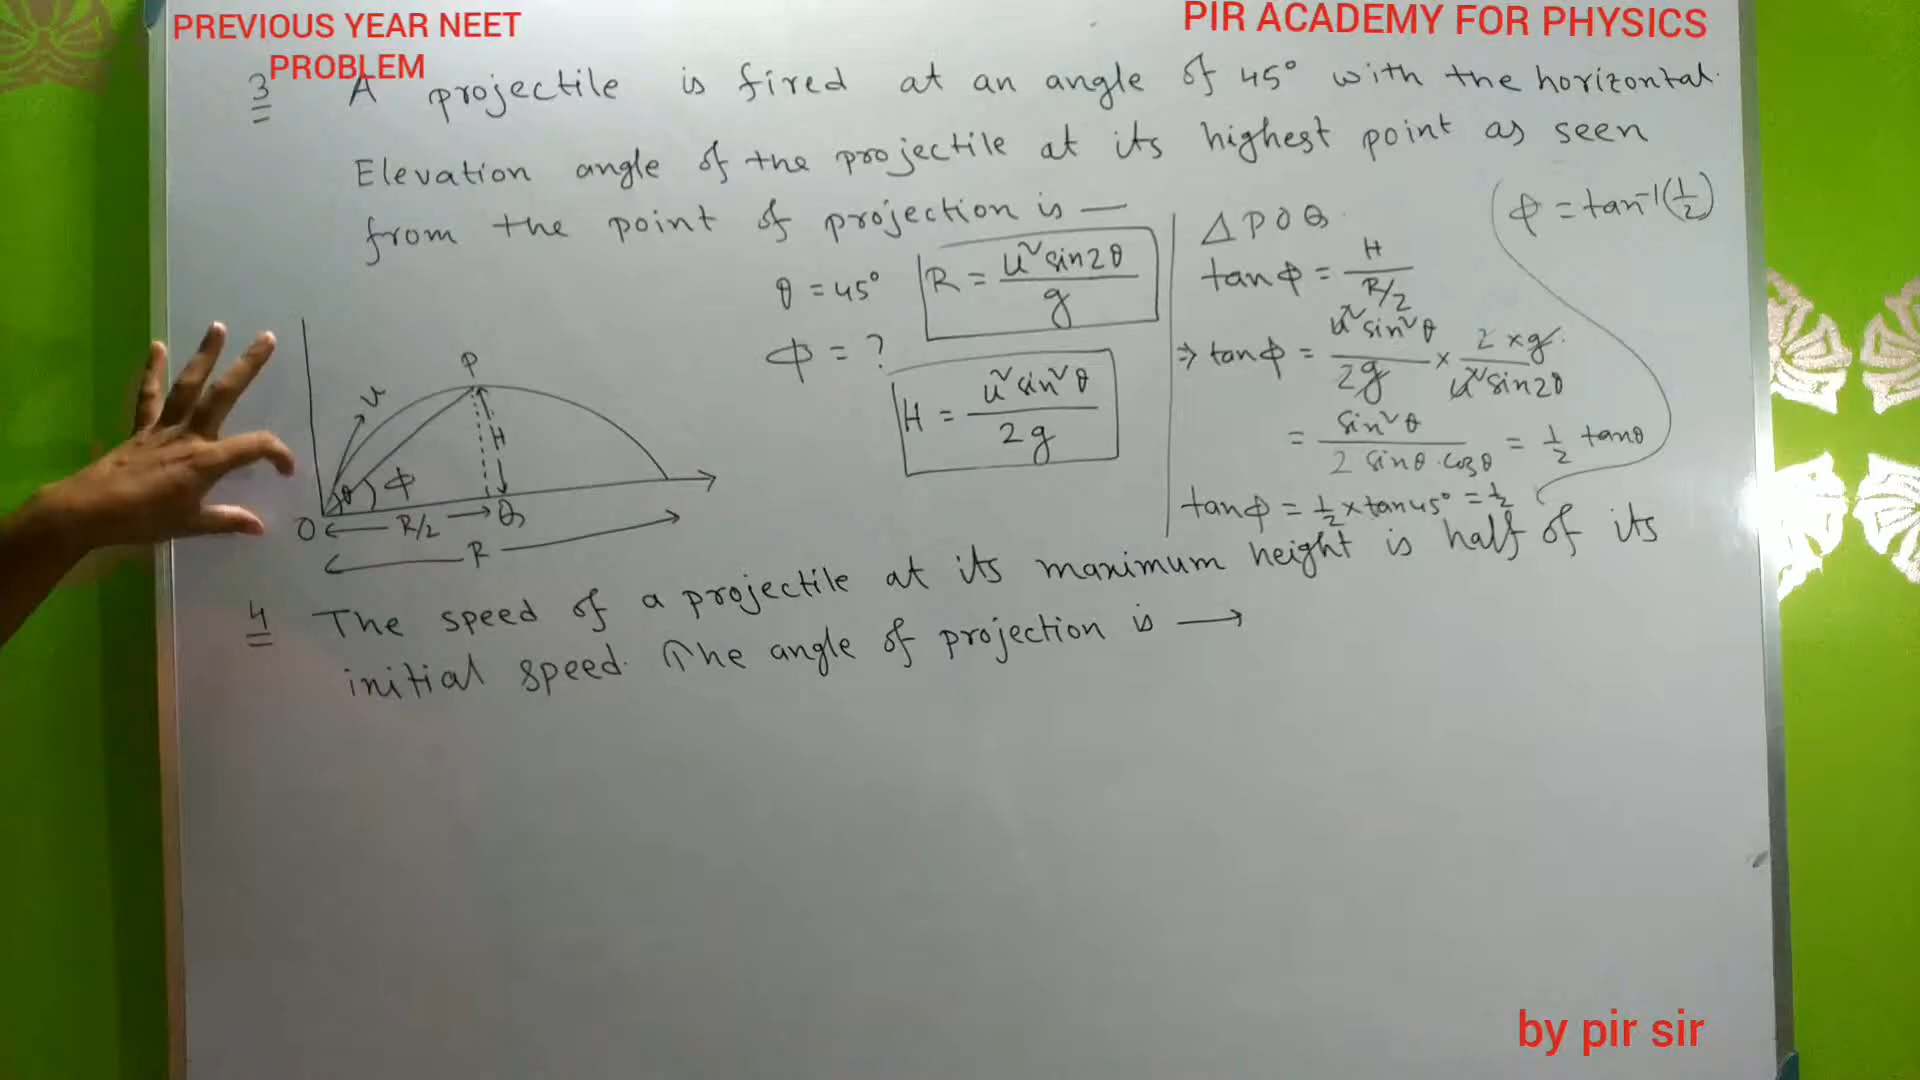 PREVIOUS YEAR NEET
PROBLEM
PIR ACADEMY FOR PHYSICS
3 A projectile is fired at an angle of 45° with the horizontal.
Elevation angle of the projectile at its highest point as seen
from the point of projection is —
θ = 45°
ϕ = ?
R = u² sin2θ / g
H = u² sin²θ / 2g
△ P O Q
tan ϕ = H / R/2
⇒ tan ϕ = u² sin²θ / 2g × 2 × g / u² sin2θ
= sin²θ / 2 sinθ . cosθ = 1/2 tanθ
tan ϕ = 1/2 × tan45° = 1/2
ϕ = tan⁻¹(1/2)
P
u
H
θ
ϕ
O
R/2
Q
R
4 The speed of a projectile at its maximum height is half of its
initial speed. The angle of projection is →
by pir sir